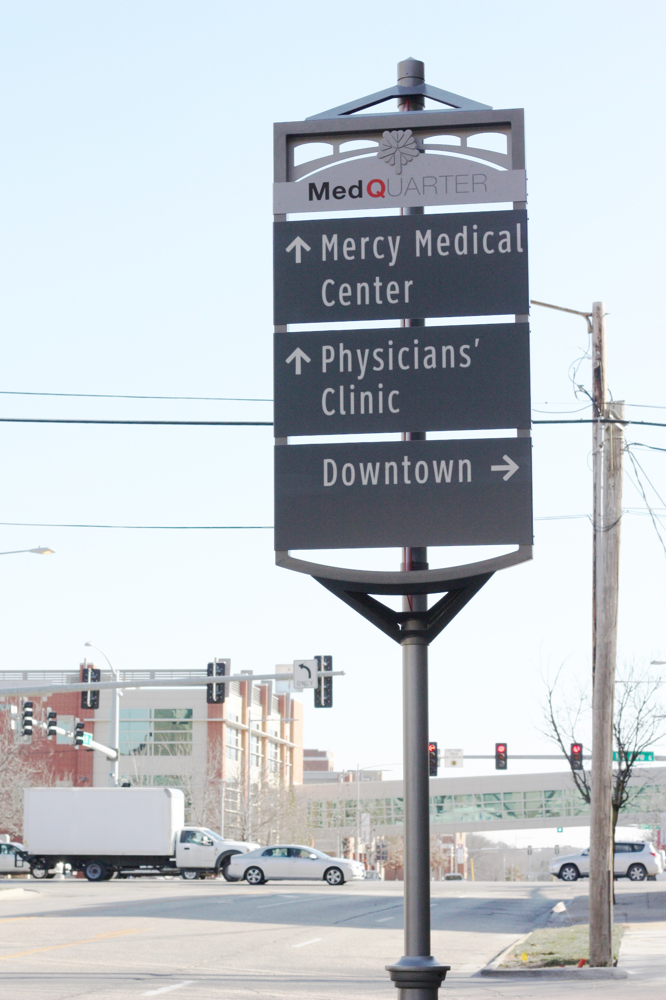 MedQUARTER
↑ Mercy Medical
Center
↑ Physicians’
Clinic
Downtown →
ONLY